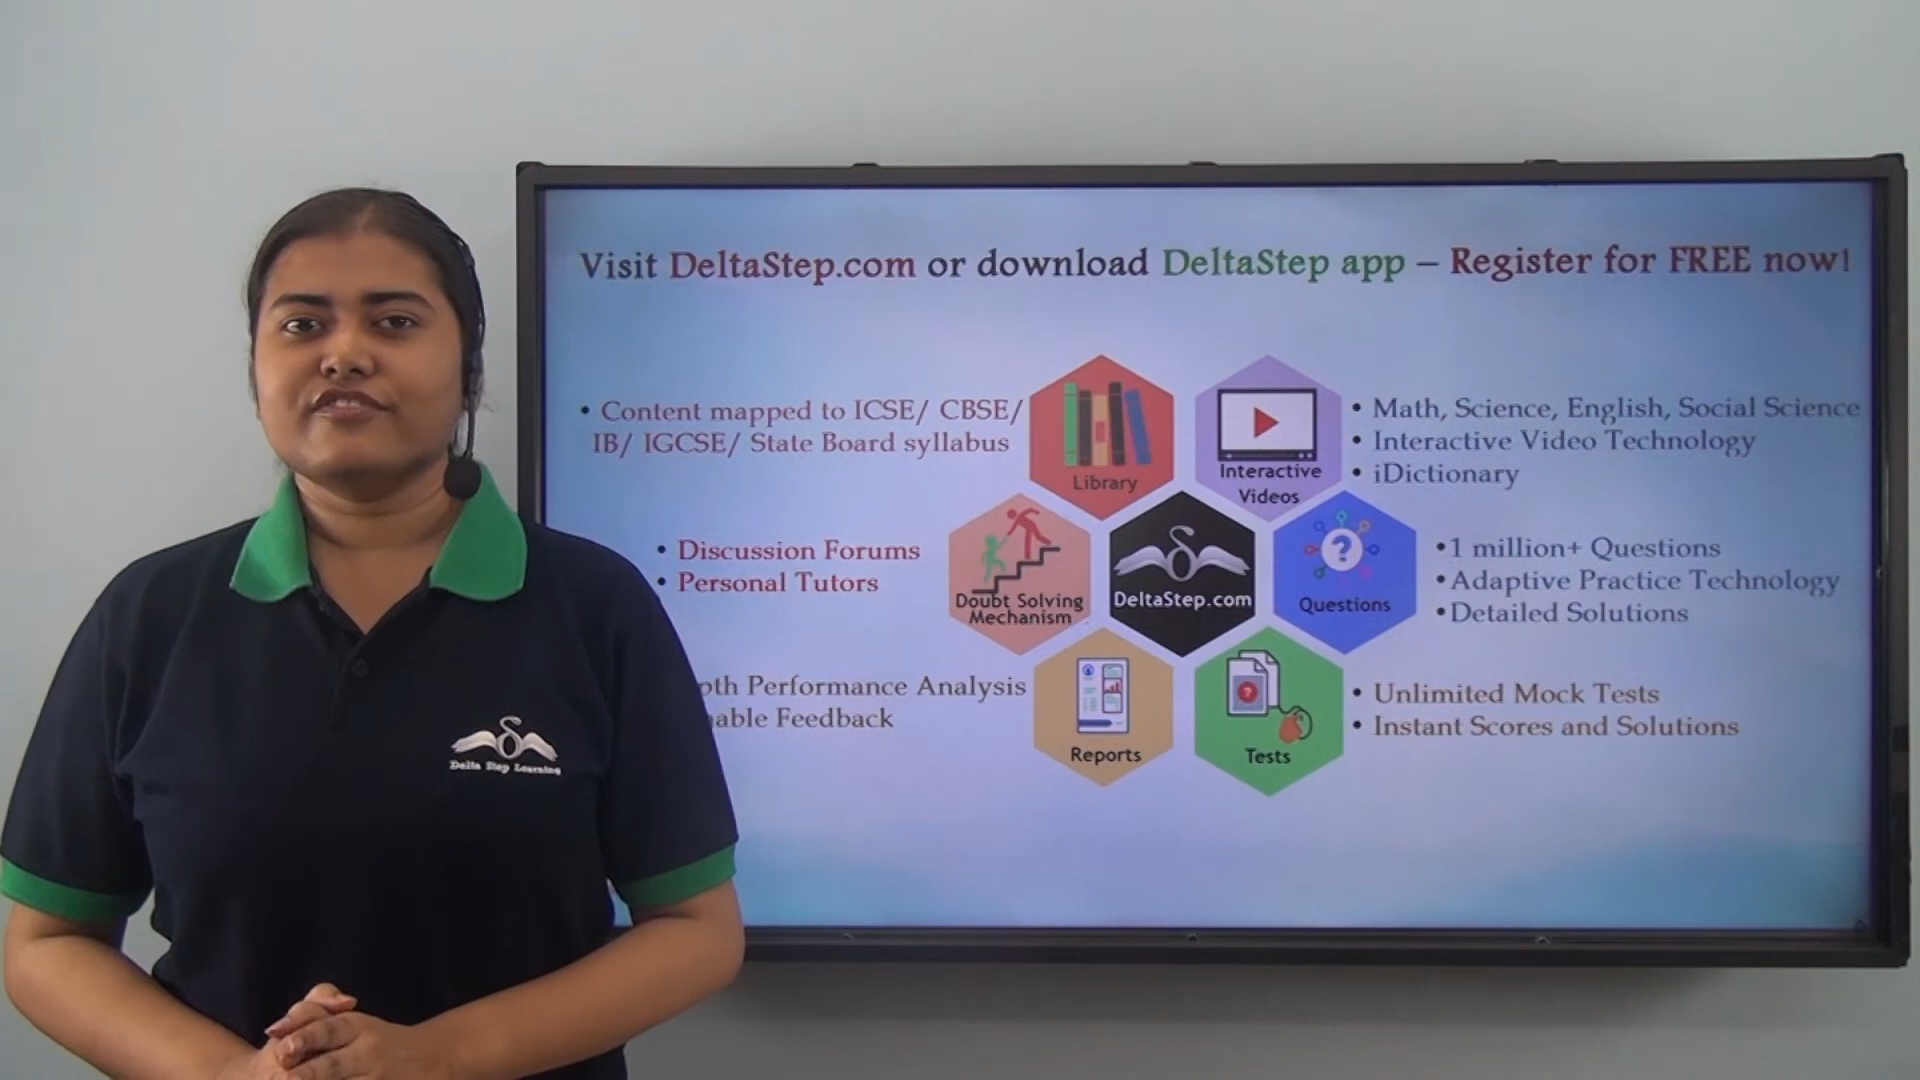 Visit DeltaStep.com or download DeltaStep app – Register for FREE now!
• Content mapped to ICSE/ CBSE/
IB/ IGCSE/ State Board syllabus
Library
Interactive
Videos
• Math, Science, English, Social Science
• Interactive Video Technology
• iDictionary
• Discussion Forums
• Personal Tutors
Doubt Solving
Mechanism
DeltaStep.com
Questions
•1 million+ Questions
•Adaptive Practice Technology
•Detailed Solutions
Performance Analysis
Feedback
Reports
Tests
• Unlimited Mock Tests
• Instant Scores and Solutions
Delta Step Learning